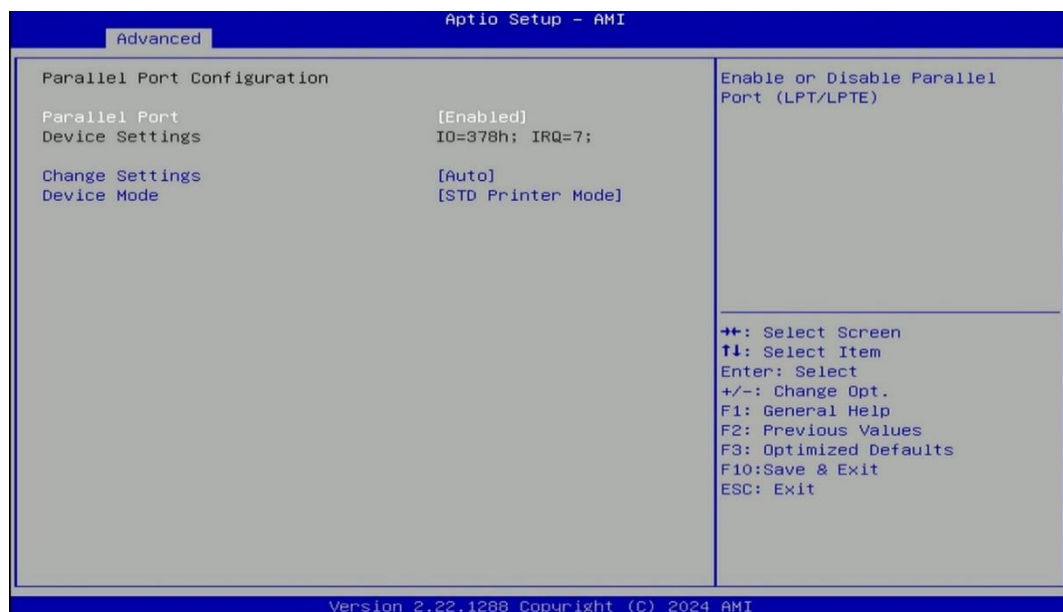 Aptio Setup – AMI
Advanced
Parallel Port Configuration
Parallel Port [Enabled]
Device Settings IO=378h; IRQ=7;
Change Settings [Auto]
Device Mode [STD Printer Mode]
Enable or Disable Parallel
Port (LPT/LPTE)
→←: Select Screen
↑↓: Select Item
Enter: Select
+/-: Change Opt.
F1: General Help
F2: Previous Values
F3: Optimized Defaults
F10:Save & Exit
ESC: Exit
Version 2.22.1288 Copyright (C) 2024 AMI